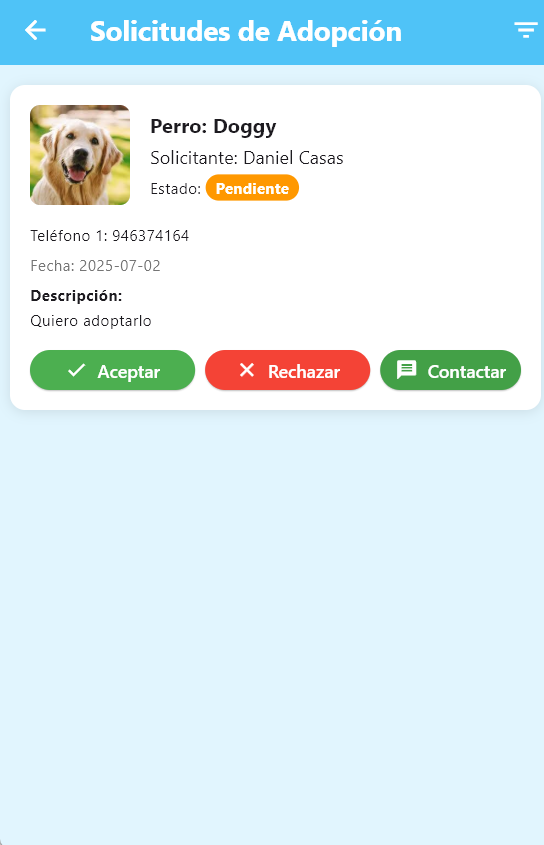 Solicitudes de Adopción
Perro: Doggy
Solicitante: Daniel Casas
Estado: Pendiente
Teléfono 1: 946374164
Fecha: 2025-07-02
Descripción:
Quiero adoptarlo
Aceptar Rechazar Contactar